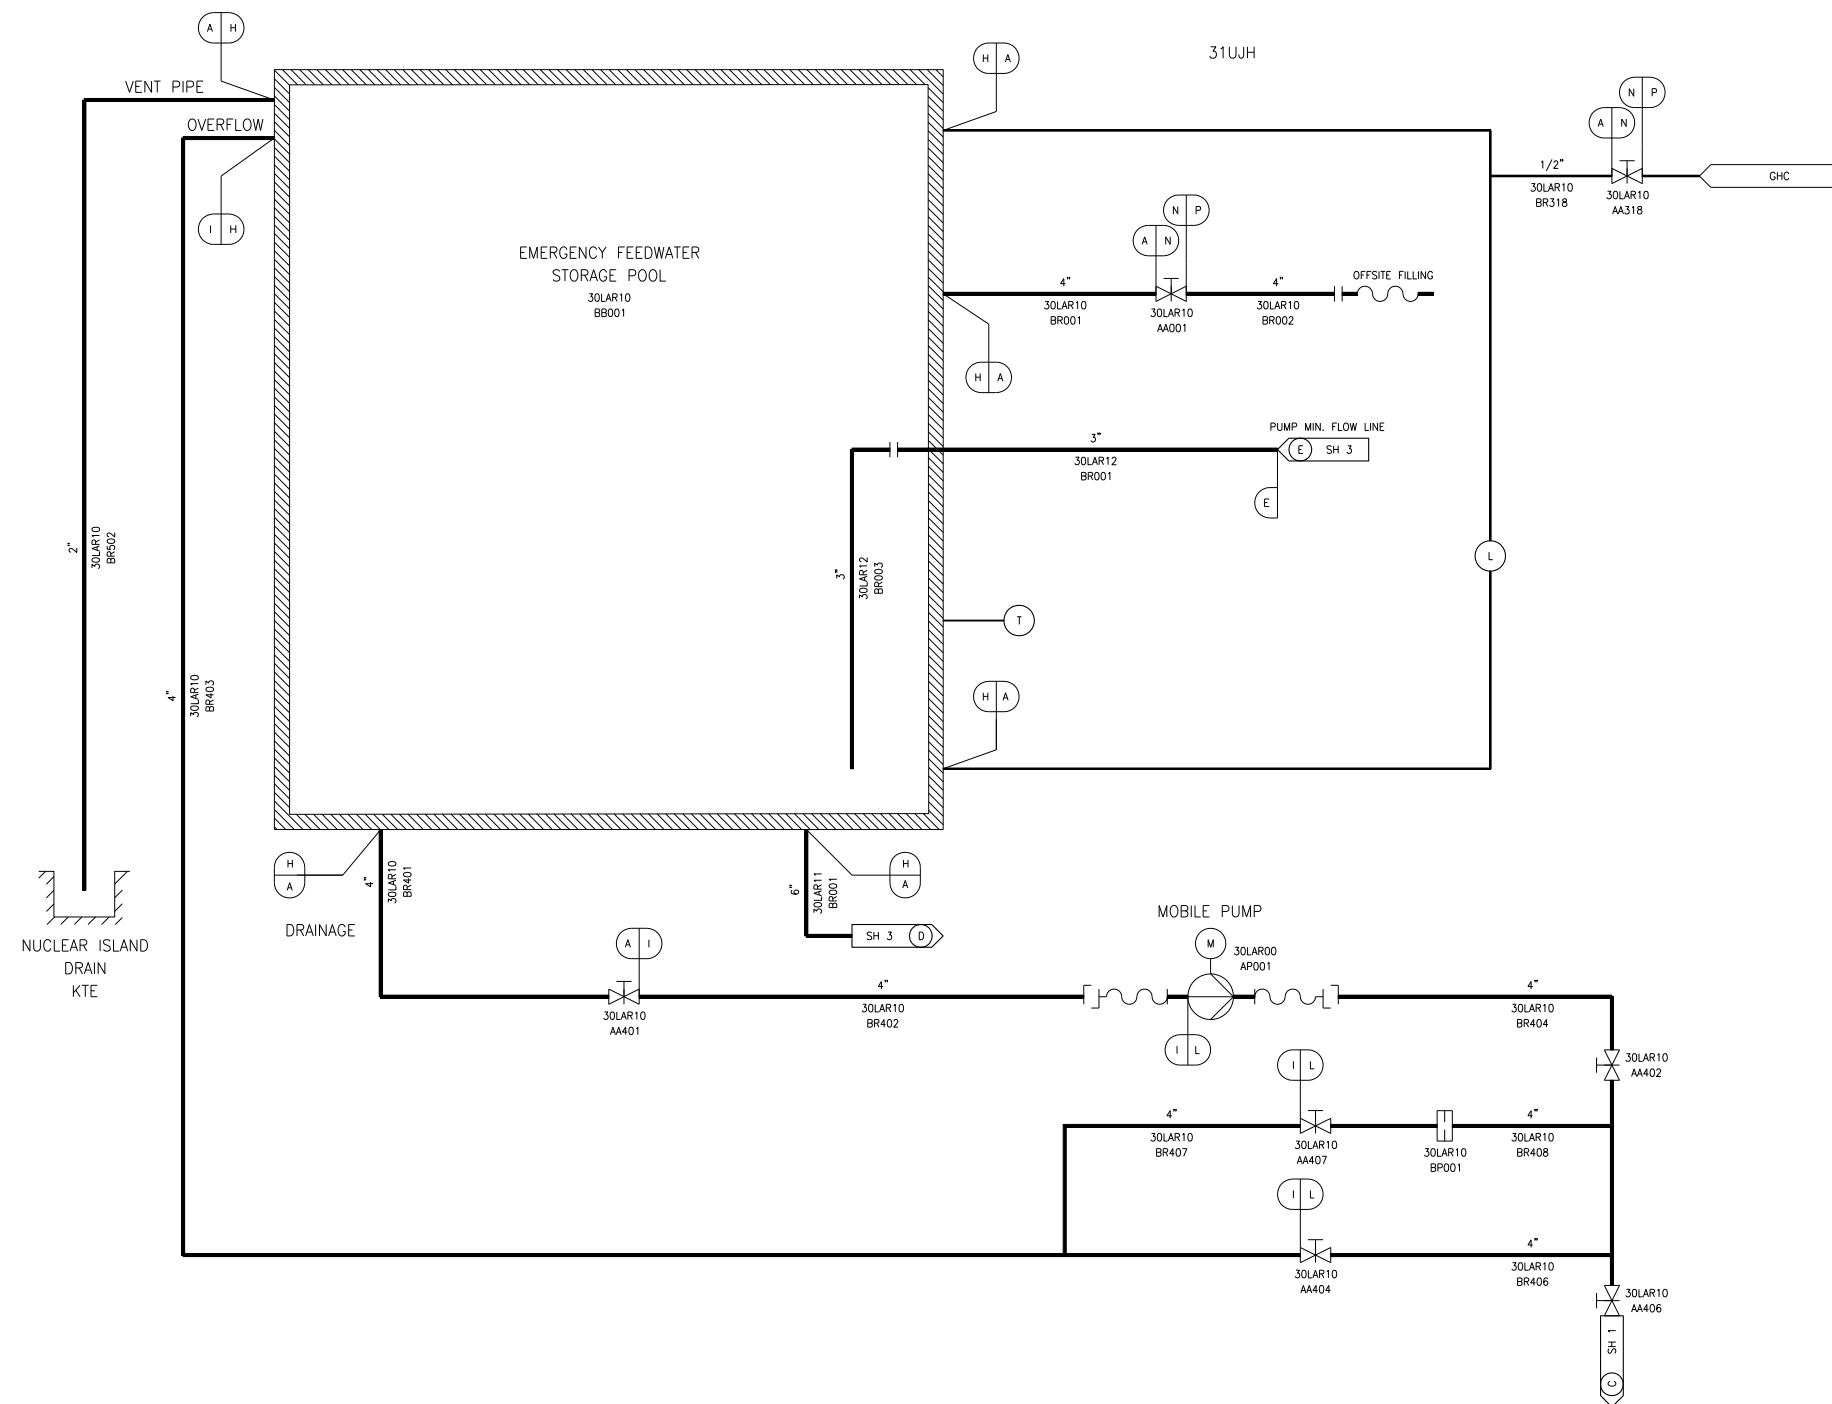 A H
H A
31UJH
VENT PIPE
N P
A N
OVERFLOW
1/2"
30LAR10
BR318
30LAR10
AA318
GHC
I H
N P
A N
EMERGENCY FEEDWATER
STORAGE POOL
30LAR10
BB001
4"
30LAR10
BR001
30LAR10
AA001
4"
30LAR10
BR002
OFFSITE FILLING
H A
PUMP MIN. FLOW LINE
3"
30LAR12
BR001
E SH 3
E
2"
30LAR10
BR502
3"
30LAR12
BR003
L
T
4"
30LAR10
BR403
H A
H
A
4"
30LAR10
BR401
6"
30LAR11
BR001
H
A
DRAINAGE
SH 3 D
NUCLEAR ISLAND
DRAIN
KTE
A I
30LAR10
AA401
4"
30LAR10
BR402
MOBILE PUMP
M
30LAR00
AP001
I L
4"
30LAR10
BR404
30LAR10
AA402
I L
4"
30LAR10
BR407
30LAR10
AA407
30LAR10
BP001
4"
30LAR10
BR408
I L
30LAR10
AA404
4"
30LAR10
BR406
30LAR10
AA406
C SH 1